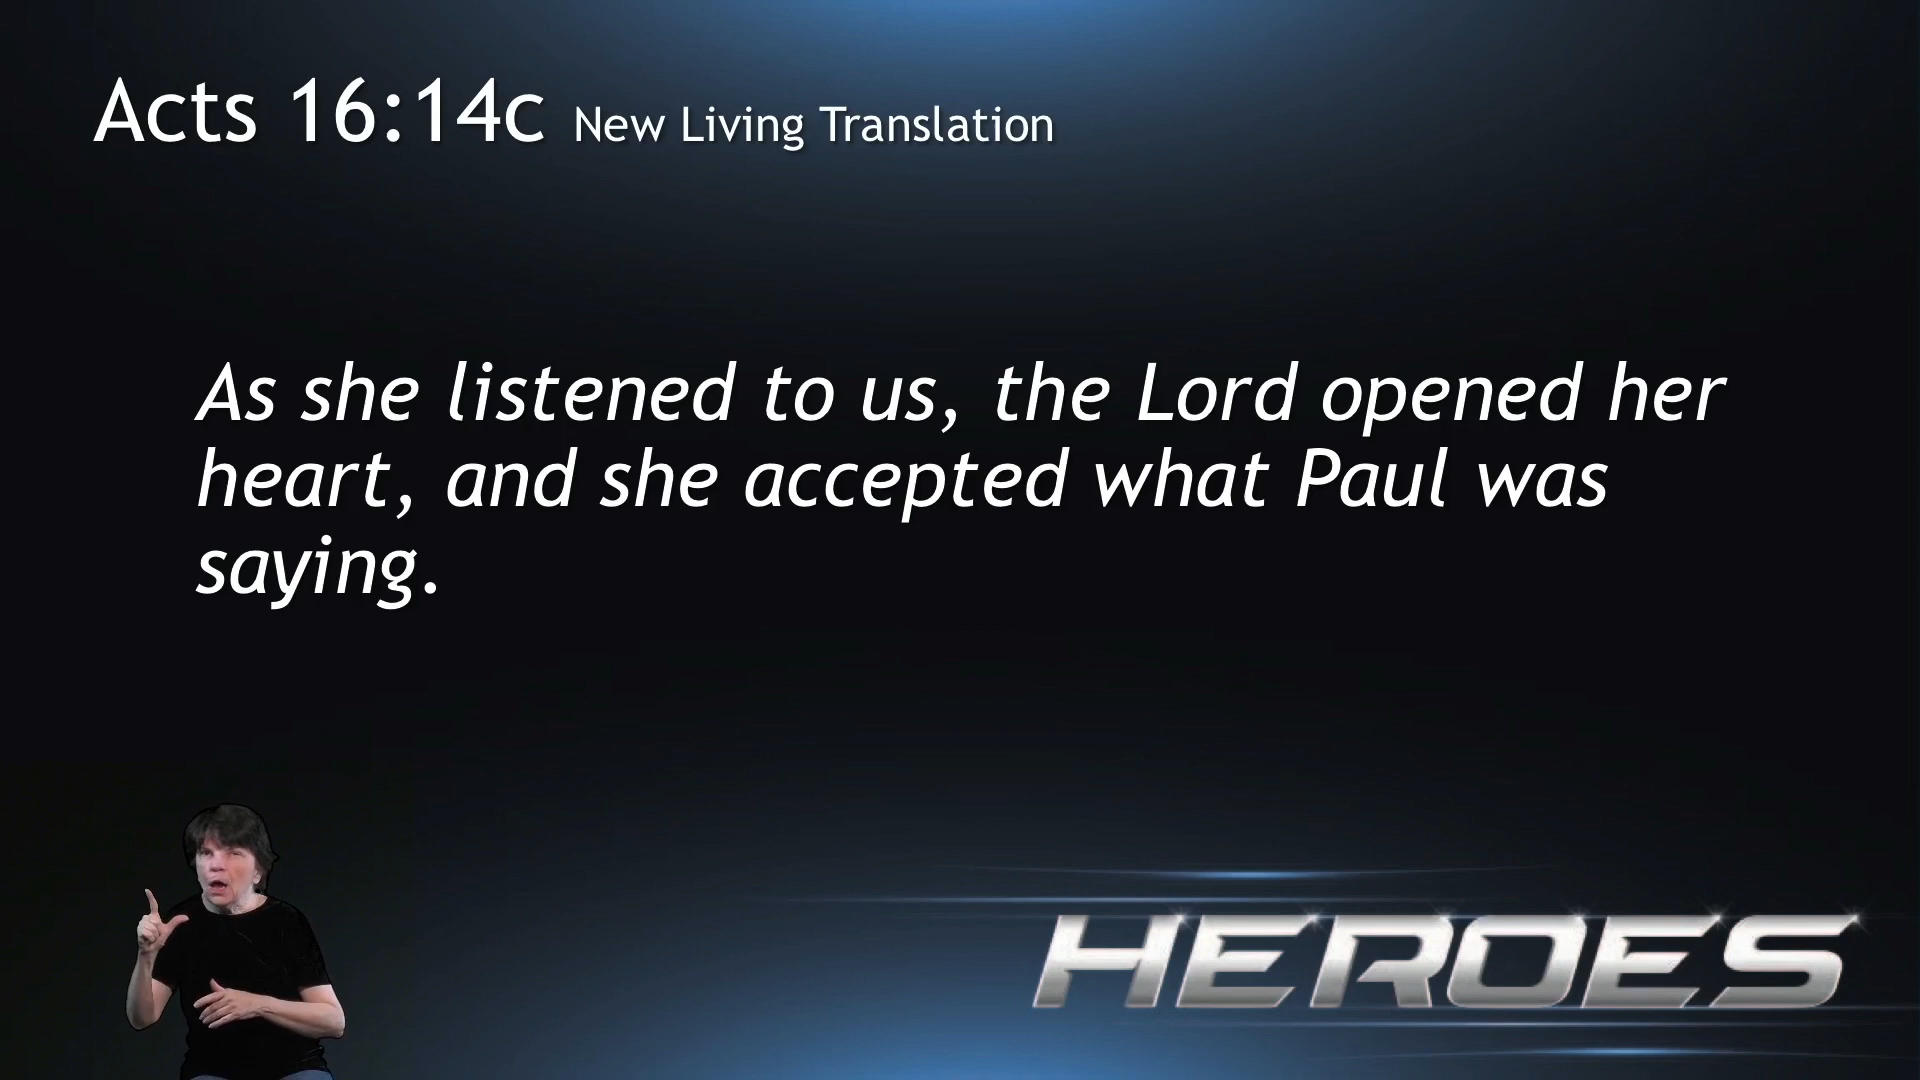 Acts 16:14c New Living Translation
As she listened to us, the Lord opened her
heart, and she accepted what Paul was
saying.
HEROES